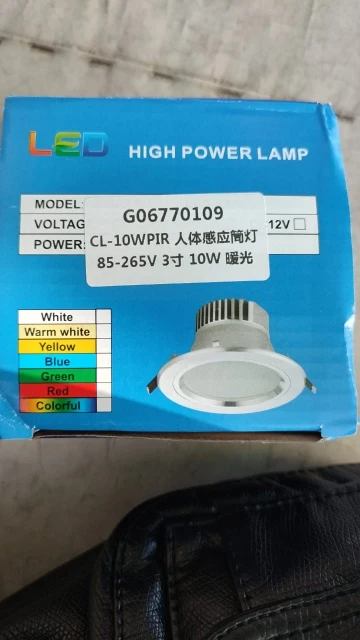 LED
HIGH POWER LAMP
MODEL:
VOLTAG 12V
POWER:
G06770109
CL-10WPIR 人体感应筒灯
85-265V 3寸 10W 暖光
White
Warm white
Yellow
Blue
Green
Red
Colorful